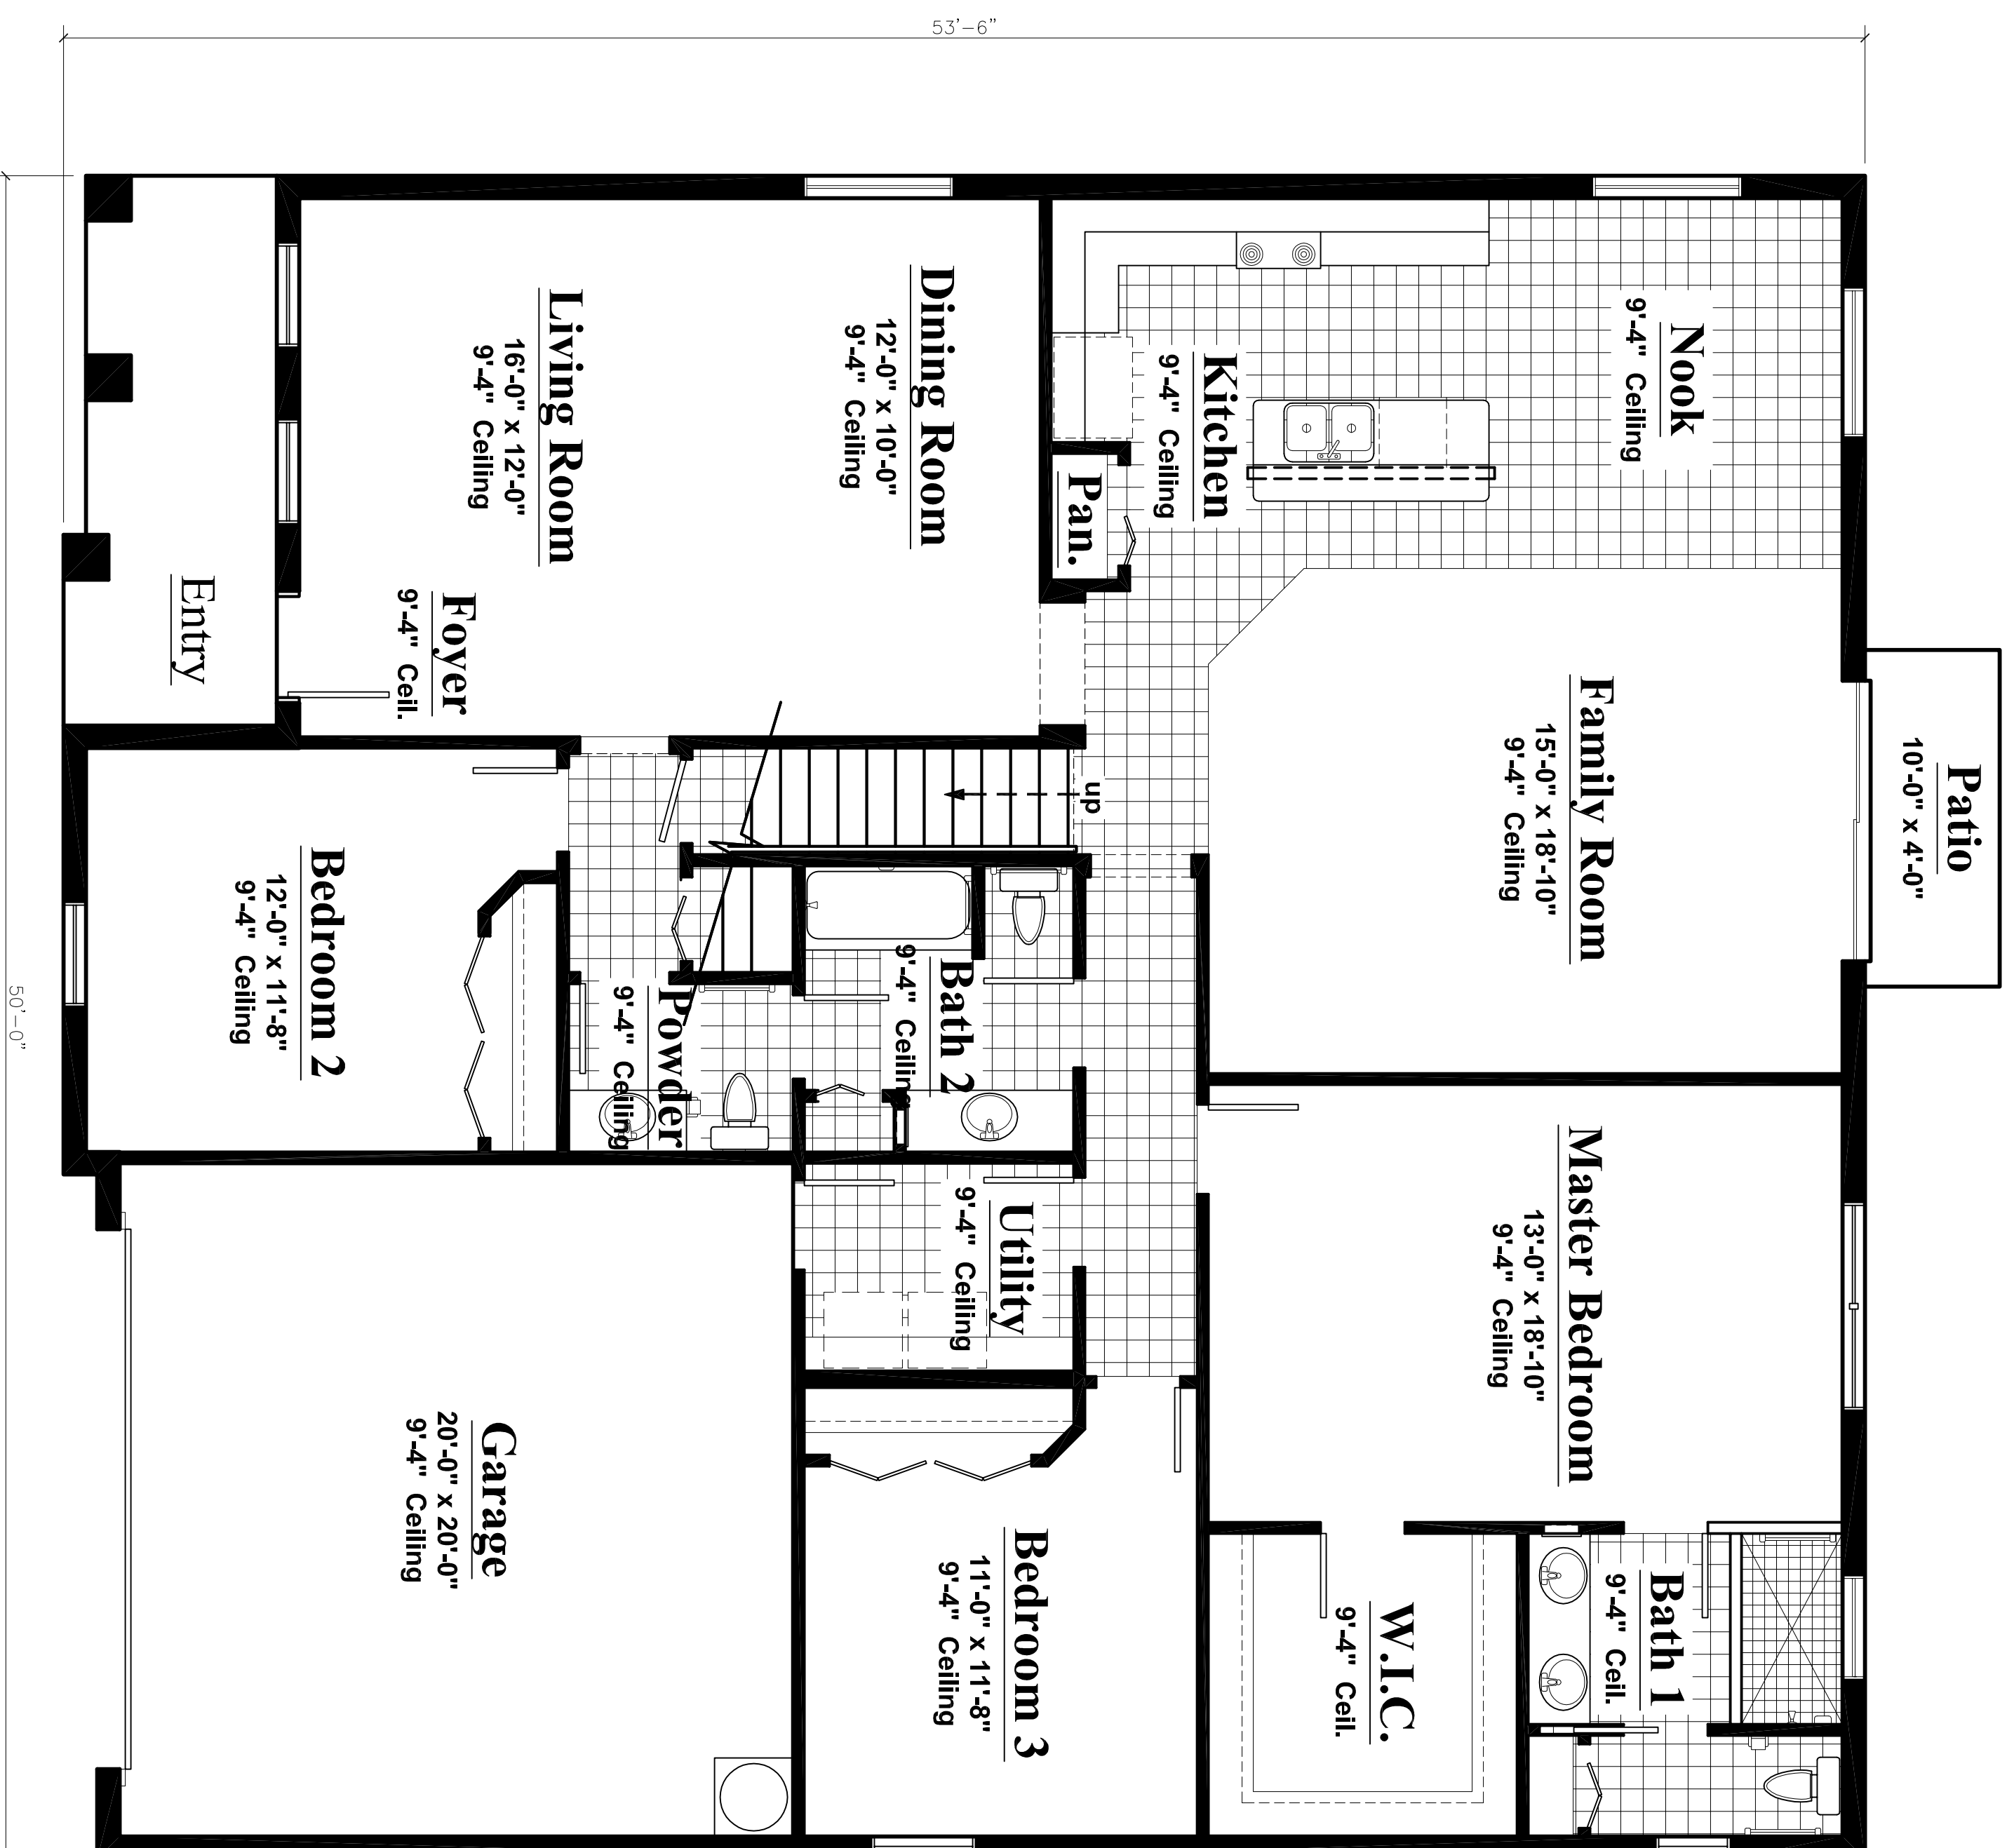 53'-6"
50'-0"
Patio
10'-0" x 4'-0"
Nook
9'-4" Ceiling
Family Room
15'-0" x 18'-10"
9'-4" Ceiling
Master Bedroom
13'-0" x 18'-10"
9'-4" Ceiling
Bath 1
9'-4" Ceil.
W.I.C.
9'-4" Ceil.
Kitchen
9'-4" Ceiling
Pan.
up
Dining Room
12'-0" x 10'-0"
9'-4" Ceiling
Bath 2
9'-4" Ceiling
Utility
9'-4" Ceiling
Bedroom 3
11'-0" x 11'-8"
9'-4" Ceiling
Living Room
16'-0" x 12'-0"
9'-4" Ceiling
Foyer
9'-4" Ceil.
Powder
9'-4" Ceiling
Garage
20'-0" x 20'-0"
9'-4" Ceiling
Bedroom 2
12'-0" x 11'-8"
9'-4" Ceiling
Entry